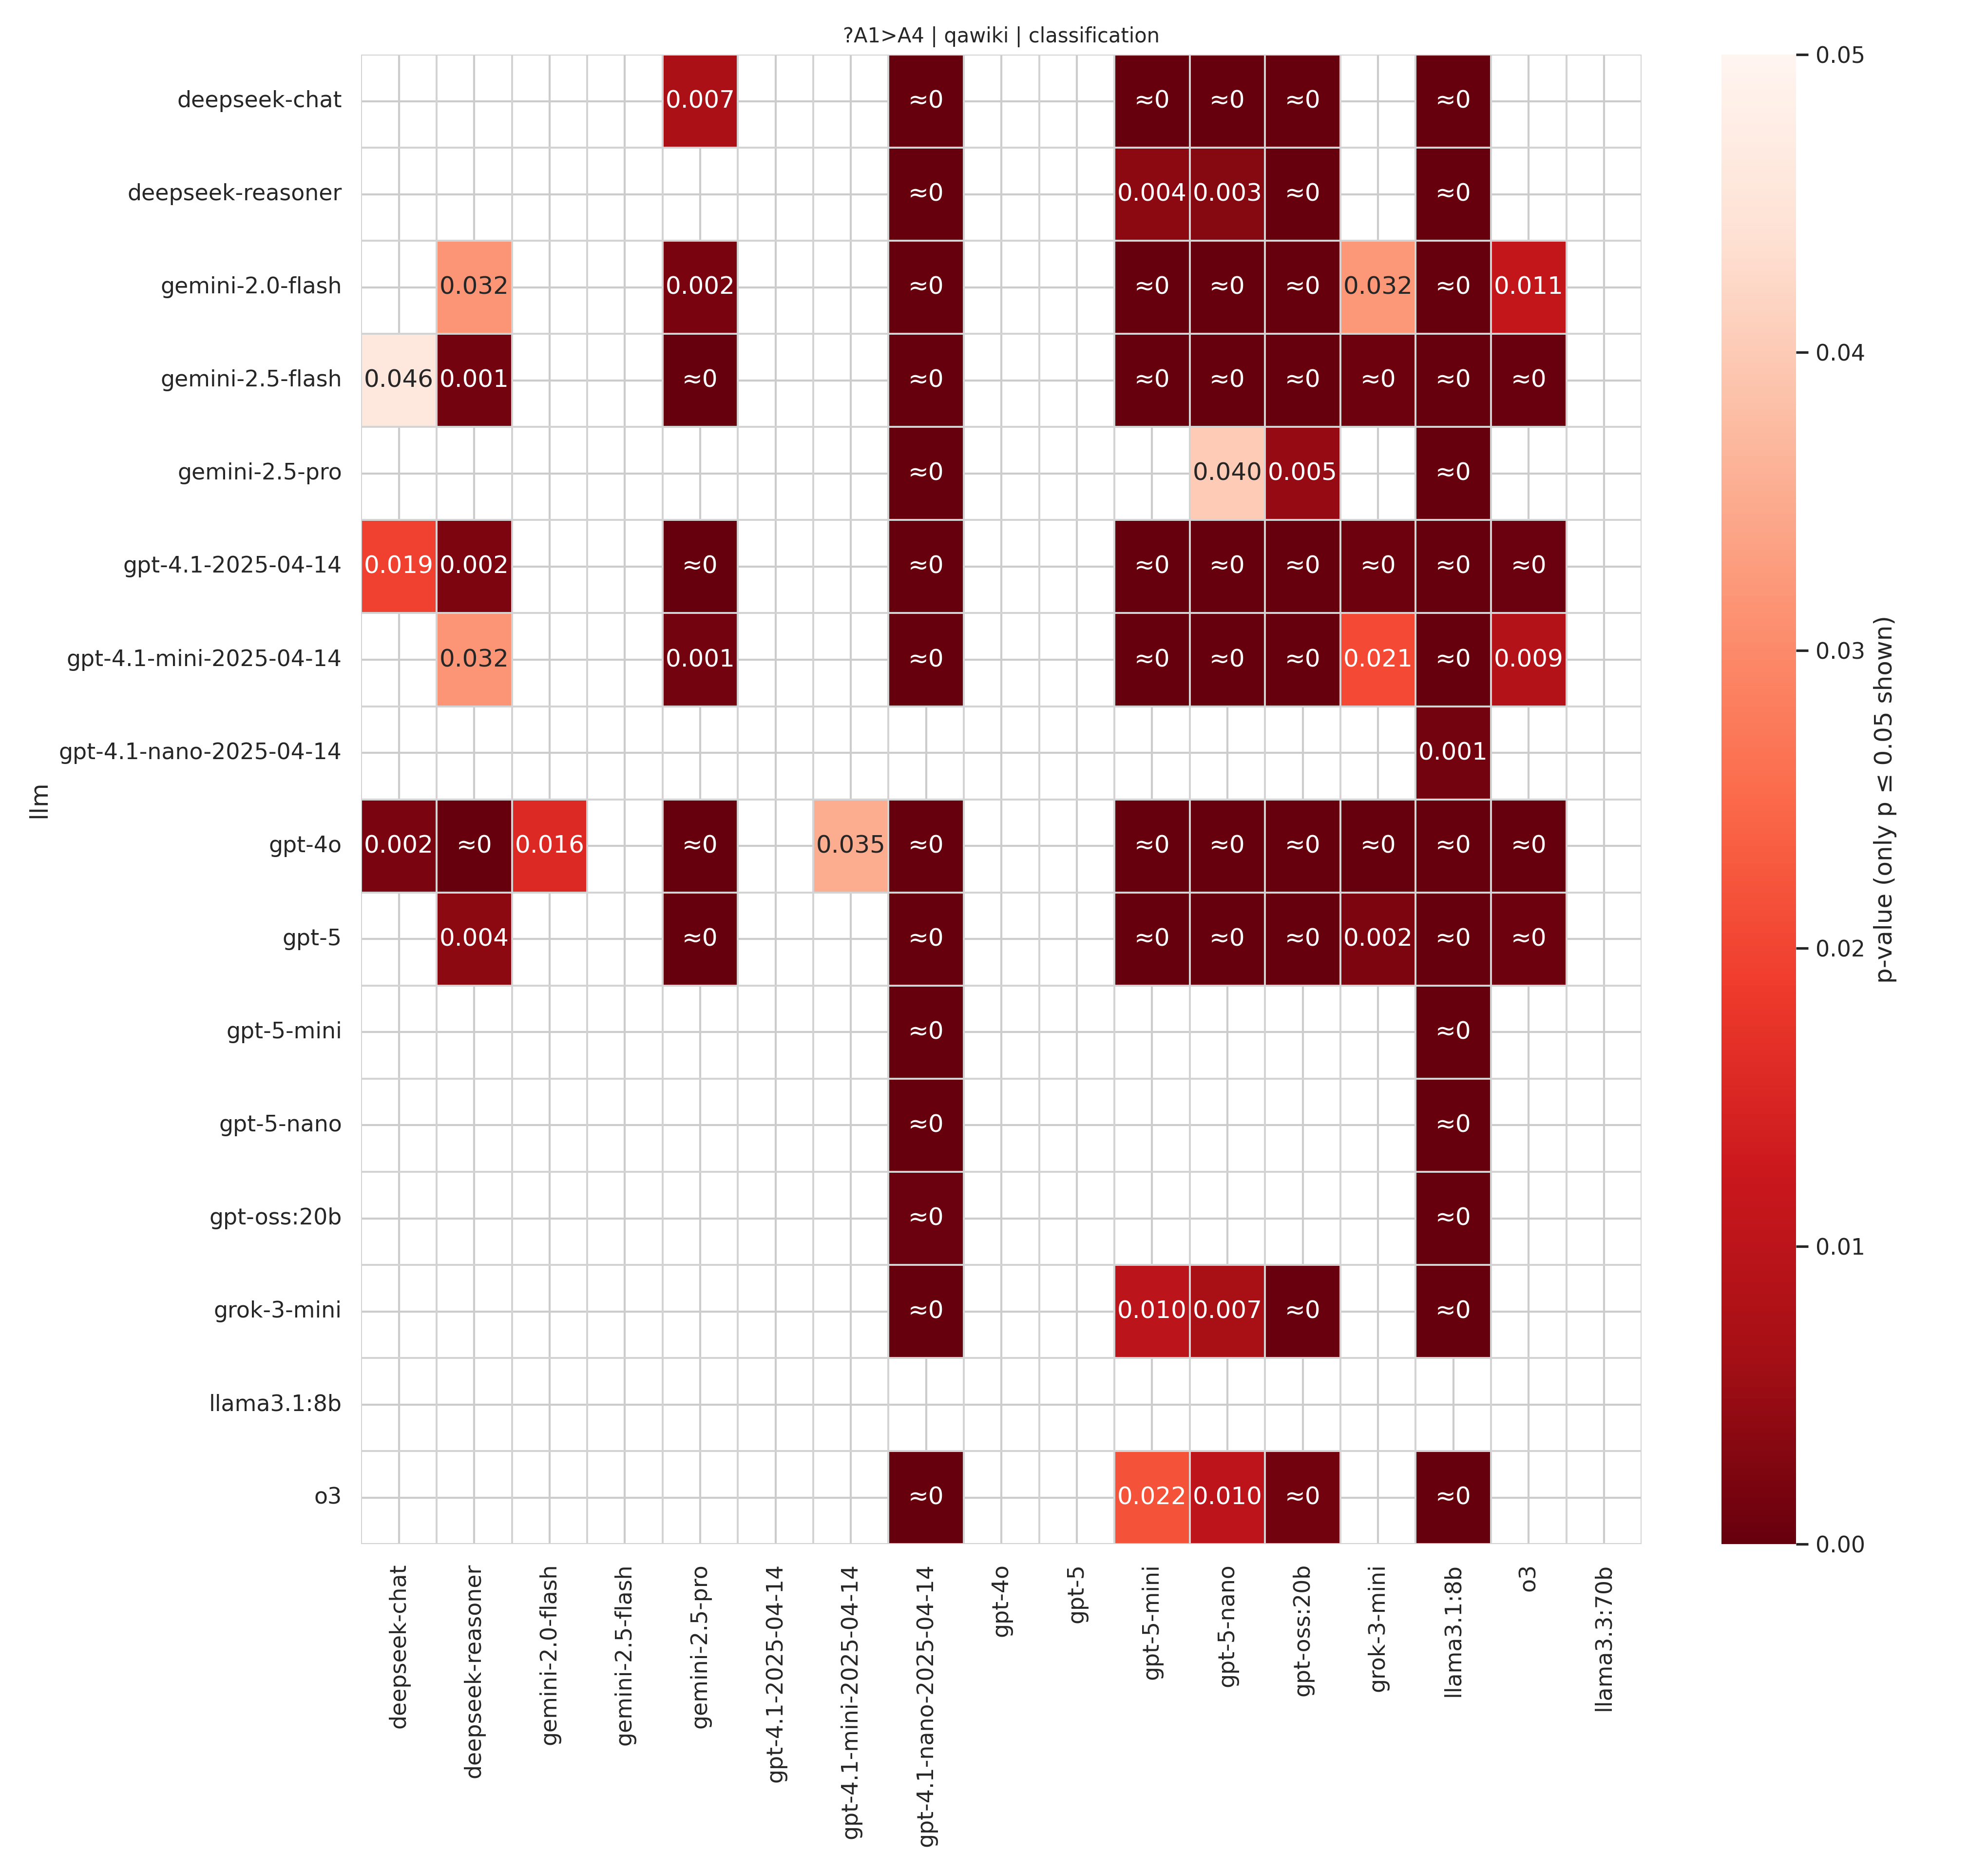 ?A1>A4 | qawiki | classification
deepseek-chat 0.007 ≈0 ≈0 ≈0 ≈0 ≈0
deepseek-reasoner ≈0 0.004 0.003 ≈0 ≈0
gemini-2.0-flash 0.032 0.002 ≈0 ≈0 ≈0 ≈0 0.032 ≈0 0.011
gemini-2.5-flash 0.046 0.001 ≈0 ≈0 ≈0 ≈0 ≈0 ≈0 ≈0 ≈0
gemini-2.5-pro ≈0 0.040 0.005 ≈0
gpt-4.1-2025-04-14 0.019 0.002 ≈0 ≈0 ≈0 ≈0 ≈0 ≈0 ≈0 ≈0
gpt-4.1-mini-2025-04-14 0.032 0.001 ≈0 ≈0 ≈0 ≈0 0.021 ≈0 0.009
gpt-4.1-nano-2025-04-14 0.001
gpt-4o 0.002 ≈0 0.016 ≈0 0.035 ≈0 ≈0 ≈0 ≈0 ≈0 ≈0 ≈0
gpt-5 0.004 ≈0 ≈0 ≈0 ≈0 ≈0 0.002 ≈0 ≈0
gpt-5-mini ≈0 ≈0
gpt-5-nano ≈0 ≈0
gpt-oss:20b ≈0 ≈0
grok-3-mini ≈0 0.010 0.007 ≈0 ≈0
llama3.1:8b
o3 ≈0 0.022 0.010 ≈0 ≈0
llm
deepseek-chat
deepseek-reasoner
gemini-2.0-flash
gemini-2.5-flash
gemini-2.5-pro
gpt-4.1-2025-04-14
gpt-4.1-mini-2025-04-14
gpt-4.1-nano-2025-04-14
gpt-4o
gpt-5
gpt-5-mini
gpt-5-nano
gpt-oss:20b
grok-3-mini
llama3.1:8b
o3
llama3.3:70b
0.05
0.04
0.03
0.02
0.01
0.00
p-value (only p ≤ 0.05 shown)